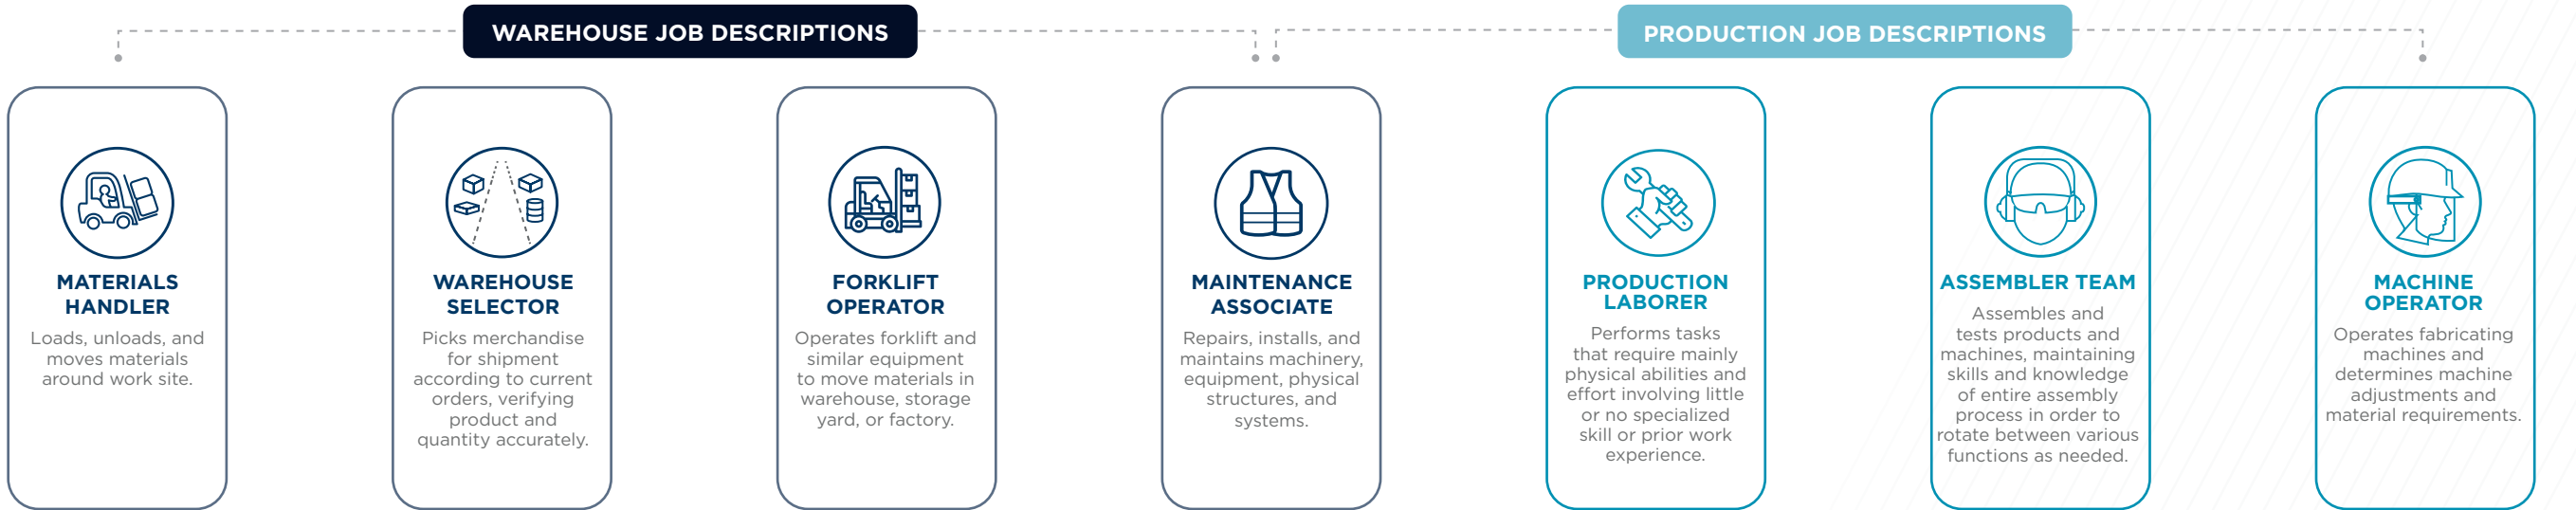 WAREHOUSE JOB DESCRIPTIONS
PRODUCTION JOB DESCRIPTIONS
MATERIALS
HANDLER
Loads, unloads, and
moves materials
around work site.
WAREHOUSE
SELECTOR
Picks merchandise
for shipment
according to current
orders, verifying
product and
quantity accurately.
FORKLIFT
OPERATOR
Operates forklift and
similar equipment
to move materials in
warehouse, storage
yard, or factory.
MAINTENANCE
ASSOCIATE
Repairs, installs, and
maintains machinery,
equipment, physical
structures, and
systems.
PRODUCTION
LABORER
Performs tasks
that require mainly
physical abilities and
effort involving little
or no specialized
skill or prior work
experience.
ASSEMBLER TEAM
Assembles and
tests products and
machines, maintaining
skills and knowledge
of entire assembly
process in order to
rotate between various
functions as needed.
MACHINE
OPERATOR
Operates fabricating
machines and
determines machine
adjustments and
material requirements.